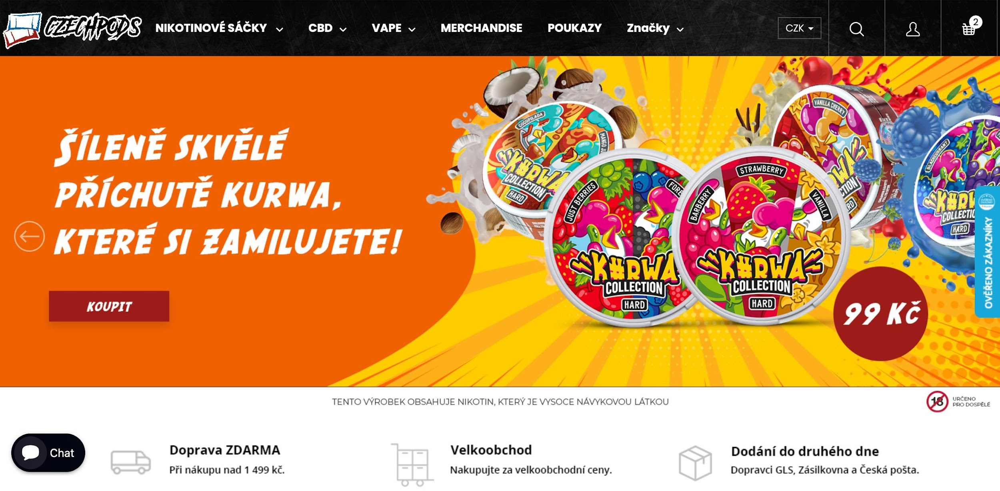 CZECHPODS
NIKOTINOVÉ SÁČKY
CBD
VAPE
MERCHANDISE
POUKAZY
Značky
CZK
2
ŠÍLENĚ SKVĚLÉ
PŘÍCHUTĚ KURWA,
KTERÉ SI ZAMILUJETE!
KOUPIT
COCOPILADA
K#RWA
COLLECTION
HARD
JUST BERRIES
K#RWA
COLLECTION
HARD
BARBERRY
STRAWBERRY
VANILLA
K#RWA
COLLECTION
HARD
VANILLA CHERRY
BLACKCURRANT
HARD
99 Kč
OVĚŘENO ZÁKAZNÍKY
TENTO VÝROBEK OBSAHUJE NIKOTIN, KTERÝ JE VYSOCE NÁVYKOVOU LÁTKOU
18
URČENO
PRO DOSPĚLÉ
Chat
Doprava ZDARMA
Při nákupu nad 1 499 kč.
Velkoobchod
Nakupujte za velkoobchodní ceny.
Dodání do druhého dne
Dopravci GLS, Zásilkovna a Česká pošta.